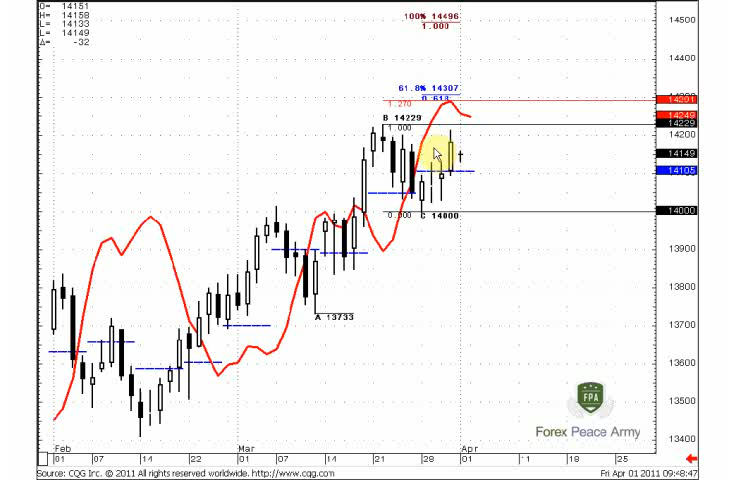 O= 14151
H= 14158
L= 14133
L= 14149
Δ= -32
100% 14496
1.000
61.8% 14307
0.618
1.270
B 14229
1.000
0.000
C 14000
A 13733
14500
14400
14300
14291
14249
14229
14200
14149
14105
14000
13900
13800
13700
13600
13500
13400
FPA
Forex Peace Army
Feb Mar Apr
01 07 14 22 01 07 14 21 28 01 11 18 25
Source: CQG Inc. © 2011 All rights reserved worldwide. http://www.cqg.com
Fri Apr 01 2011 09:48:47